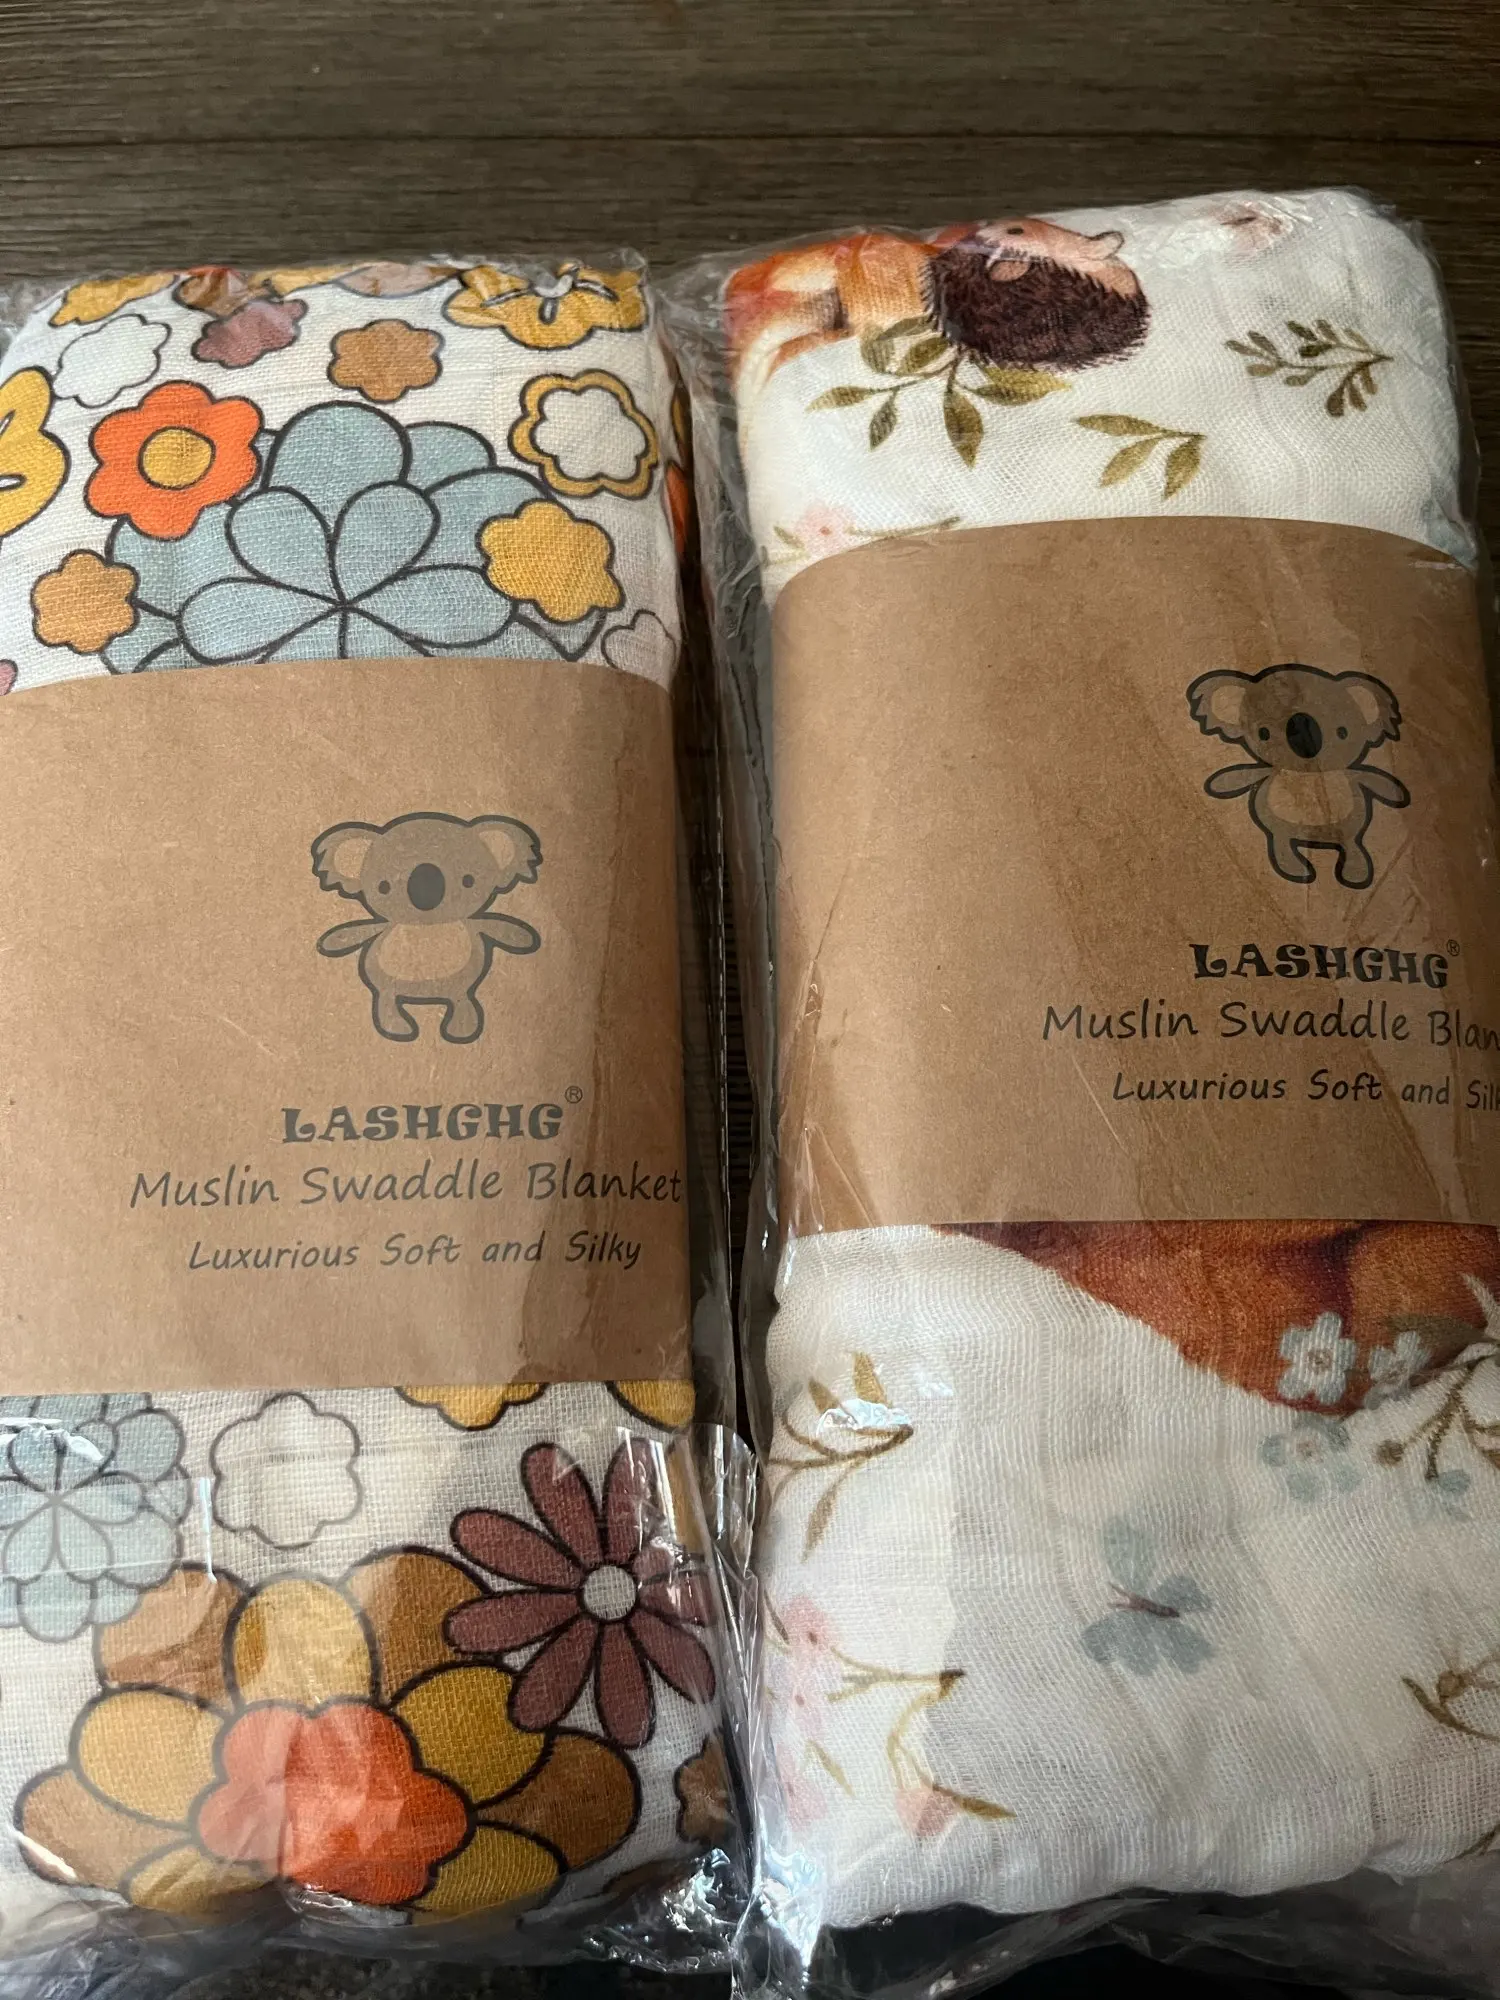 LASHGHG®
Muslin Swaddle Blanket
Luxurious Soft and Silky
LASHGHG®
Muslin Swaddle Blan
Luxurious Soft and Sil